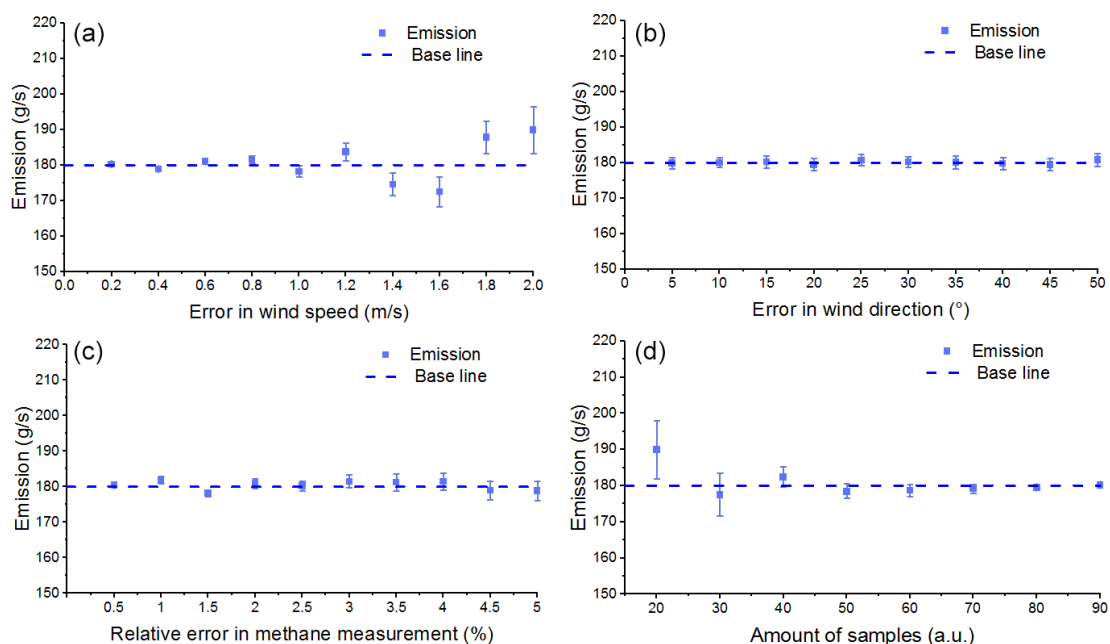 (a)
Emission
Base line
220
210
200
190
180
170
160
150
Emission (g/s)
0.0 0.2 0.4 0.6 0.8 1.0 1.2 1.4 1.6 1.8 2.0
Error in wind speed (m/s)
(b)
Emission
Base line
220
210
200
190
180
170
160
150
Emission (g/s)
0 5 10 15 20 25 30 35 40 45 50
Error in wind direction (°)
(c)
Emission
Base line
220
210
200
190
180
170
160
150
Emission (g/s)
0.5 1 1.5 2 2.5 3 3.5 4 4.5 5
Relative error in methane measurement (%)
(d)
Emission
Base line
220
210
200
190
180
170
160
150
Emission (g/s)
20 30 40 50 60 70 80 90
Amount of samples (a.u.)